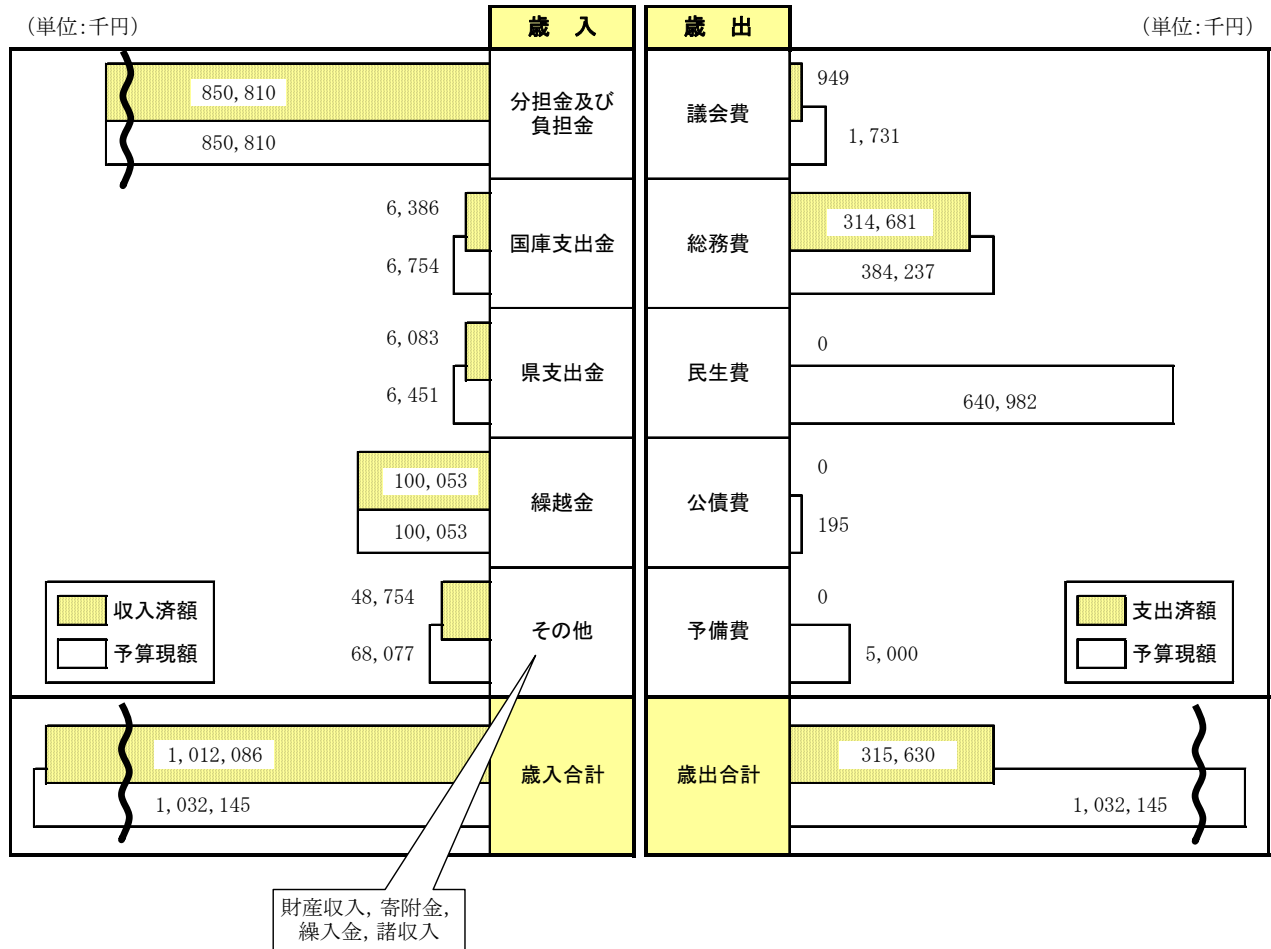 (単位:千円)
歳 入
歳 出
(単位:千円)
850,810
850,810
分担金及び
負担金
議会費
949
1,731
6,386
6,754
国庫支出金
総務費
314,681
384,237
6,083
6,451
県支出金
民生費
0
640,982
100,053
100,053
繰越金
公債費
0
195
収入済額
予算現額
48,754
68,077
その他
予備費
0
5,000
支出済額
予算現額
1,012,086
1,032,145
歳入合計
歳出合計
315,630
1,032,145
財産収入, 寄附金,
繰入金, 諸収入